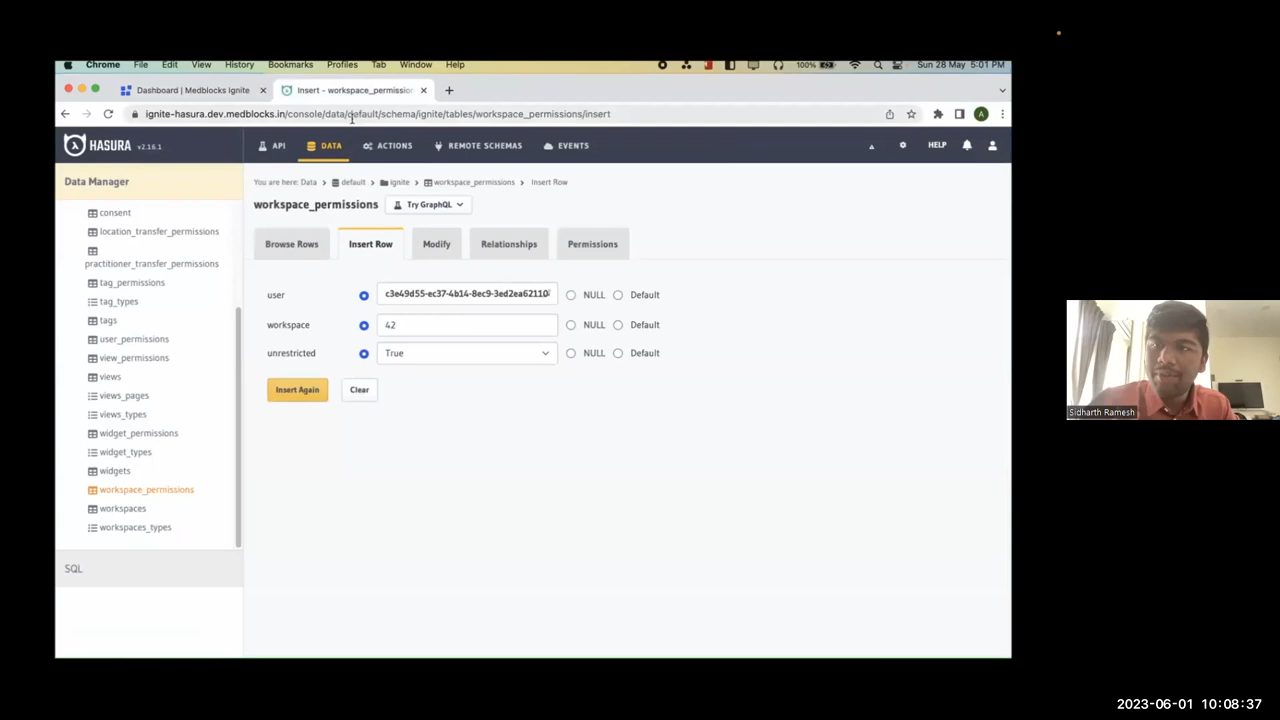 Chrome File Edit View History Bookmarks Profiles Tab Window Help 100% Sun 28 May 5:01 PM
Dashboard | Medblocks Ignite Insert - workspace_permission
ignite-hasura.dev.medblocks.in/console/data/default/schema/ignite/tables/workspace_permissions/insert A
HASURA v2.16.1 API DATA ACTIONS REMOTE SCHEMAS EVENTS HELP
Data Manager
You are here: Data > default > ignite > workspace_permissions > Insert Row
workspace_permissions Try GraphQL
Browse Rows Insert Row Modify Relationships Permissions
consent
location_transfer_permissions
practitioner_transfer_permissions
tag_permissions
tag_types
tags
user_permissions
view_permissions
views
views_pages
views_types
widget_permissions
widget_types
widgets
workspace_permissions
workspaces
workspaces_types
SQL
user c3e49d55-ec37-4b14-8ec9-3ed2ea62110 NULL Default
workspace 42 NULL Default
unrestricted True NULL Default
Insert Again Clear
Sidharth Ramesh
2023-06-01 10:08:37